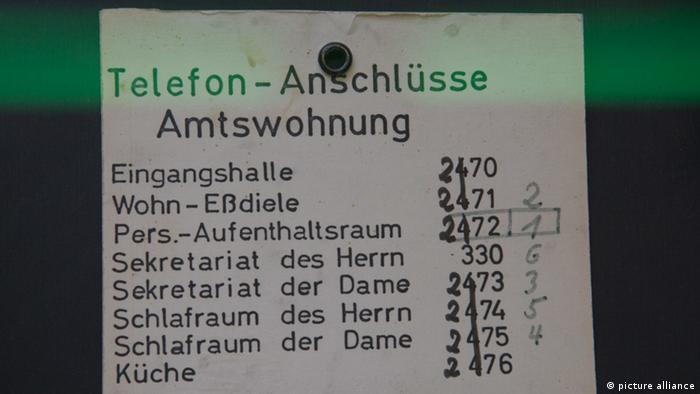 Telefon-Anschlüsse
Amtswohnung
Eingangshalle 2470
Wohn-Eßdiele 2471 2
Pers.-Aufenthaltsraum 2472 1
Sekretariat des Herrn 330 6
Sekretariat der Dame 2473 3
Schlafraum des Herrn 2474 5
Schlafraum der Dame 2475 4
Küche 2476
© picture alliance